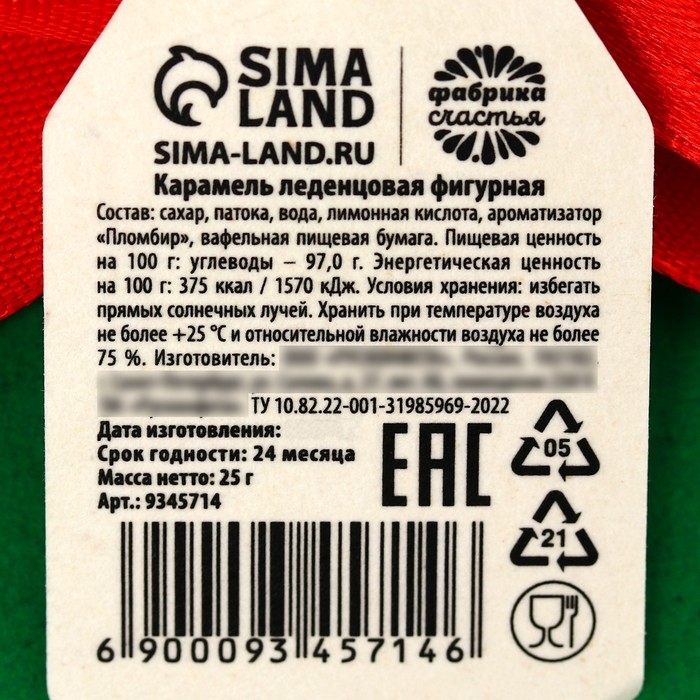 SIMA
LAND
SIMA-LAND.RU
фабрика
счастья
Карамель леденцовая фигурная
Состав: сахар, патока, вода, лимонная кислота, ароматизатор
«Пломбир», вафельная пищевая бумага. Пищевая ценность
на 100 г: углеводы – 97,0 г. Энергетическая ценность
на 100 г: 375 ккал / 1570 кДж. Условия хранения: избегать
прямых солнечных лучей. Хранить при температуре воздуха
не более +25 °С и относительной влажности воздуха не более
75 %. Изготовитель:
ТУ 10.82.22-001-31985969-2022
Дата изготовления:
Срок годности: 24 месяца
Масса нетто: 25 г
Арт.: 9345714
EAC
05
21
6 900093 457146